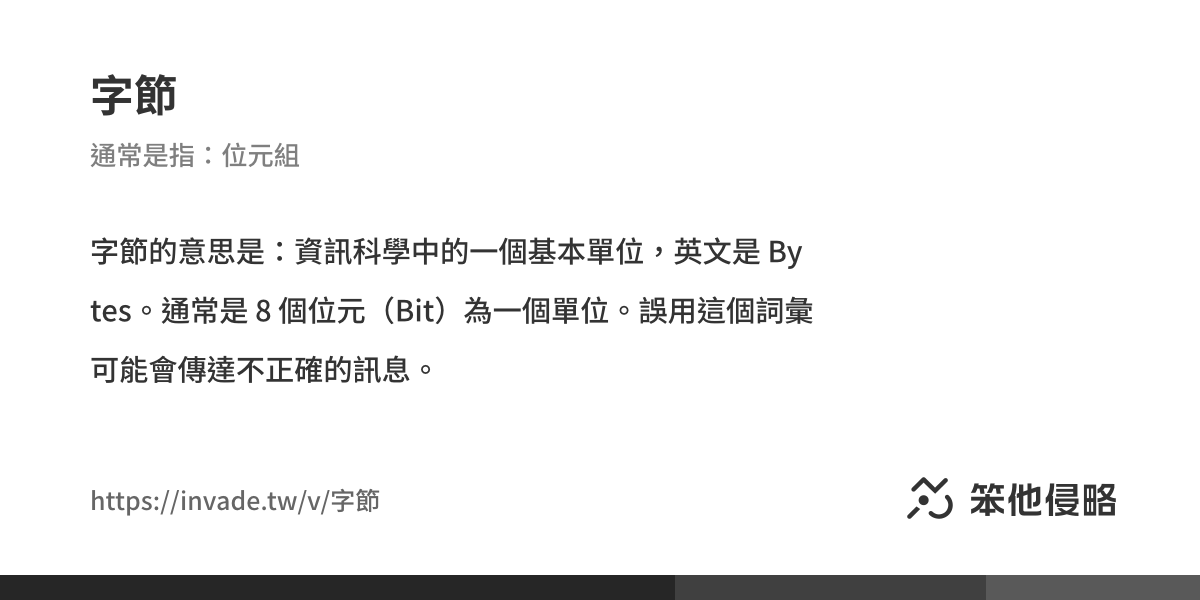 字節
通常是指：位元組
字節的意思是：資訊科學中的一個基本單位，英文是 By
tes。通常是 8 個位元（Bit）為一個單位。誤用這個詞彙
可能會傳達不正確的訊息。
https://invade.tw/v/字節
笨他侵略